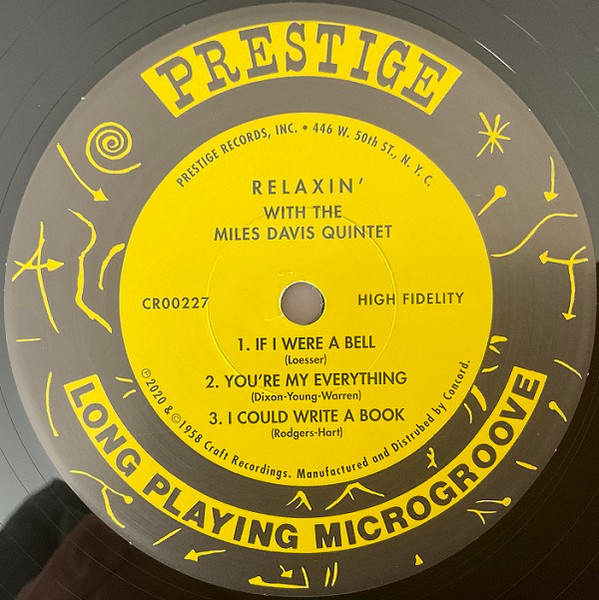 PRESTIGE
PRESTIGE RECORDS, INC. • 446 W. 50th ST., N. Y. C.
RELAXIN'
WITH THE
MILES DAVIS QUINTET
CR00227
HIGH FIDELITY
1. IF I WERE A BELL
(Loesser)
2. YOU'RE MY EVERYTHING
(Dixon-Young-Warren)
3. I COULD WRITE A BOOK
(Rodgers-Hart)
℗ 2020 & © 1958 Craft Recordings. Manufactured and Distrubed by Concord.
LONG PLAYING MICROGROOVE